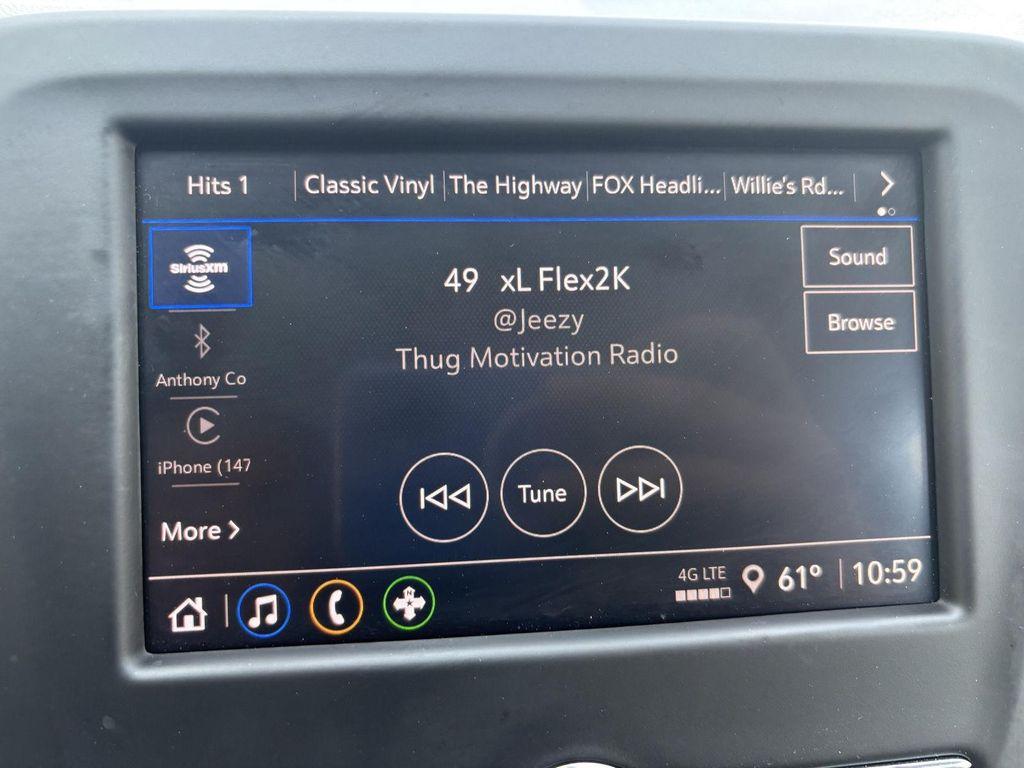 Hits 1
Classic Vinyl
The Highway
FOX Headli...
Willie's Rd...
SiriusXM
Sound
49 xL Flex2K
@Jeezy
Browse
Thug Motivation Radio
Anthony Co
iPhone (147
Tune
More
4G LTE
61°
10:59
N